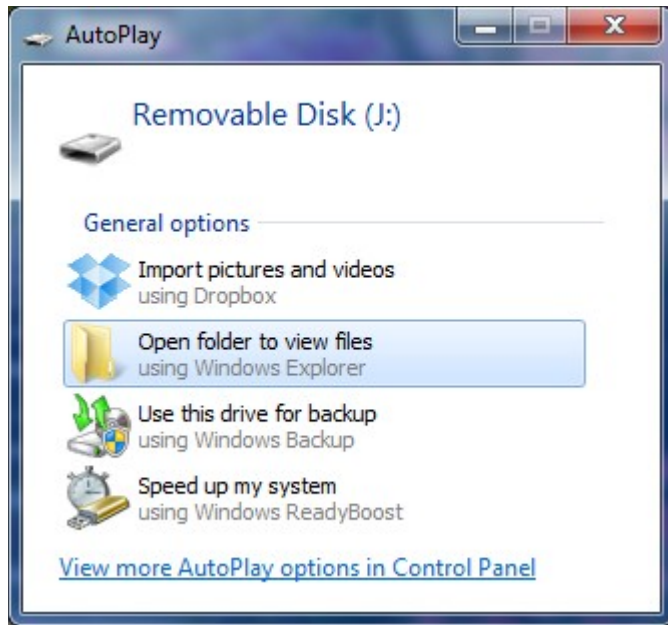 AutoPlay
Removable Disk (J:)
General options
Import pictures and videos
using Dropbox
Open folder to view files
using Windows Explorer
Use this drive for backup
using Windows Backup
Speed up my system
using Windows ReadyBoost
View more AutoPlay options in Control Panel